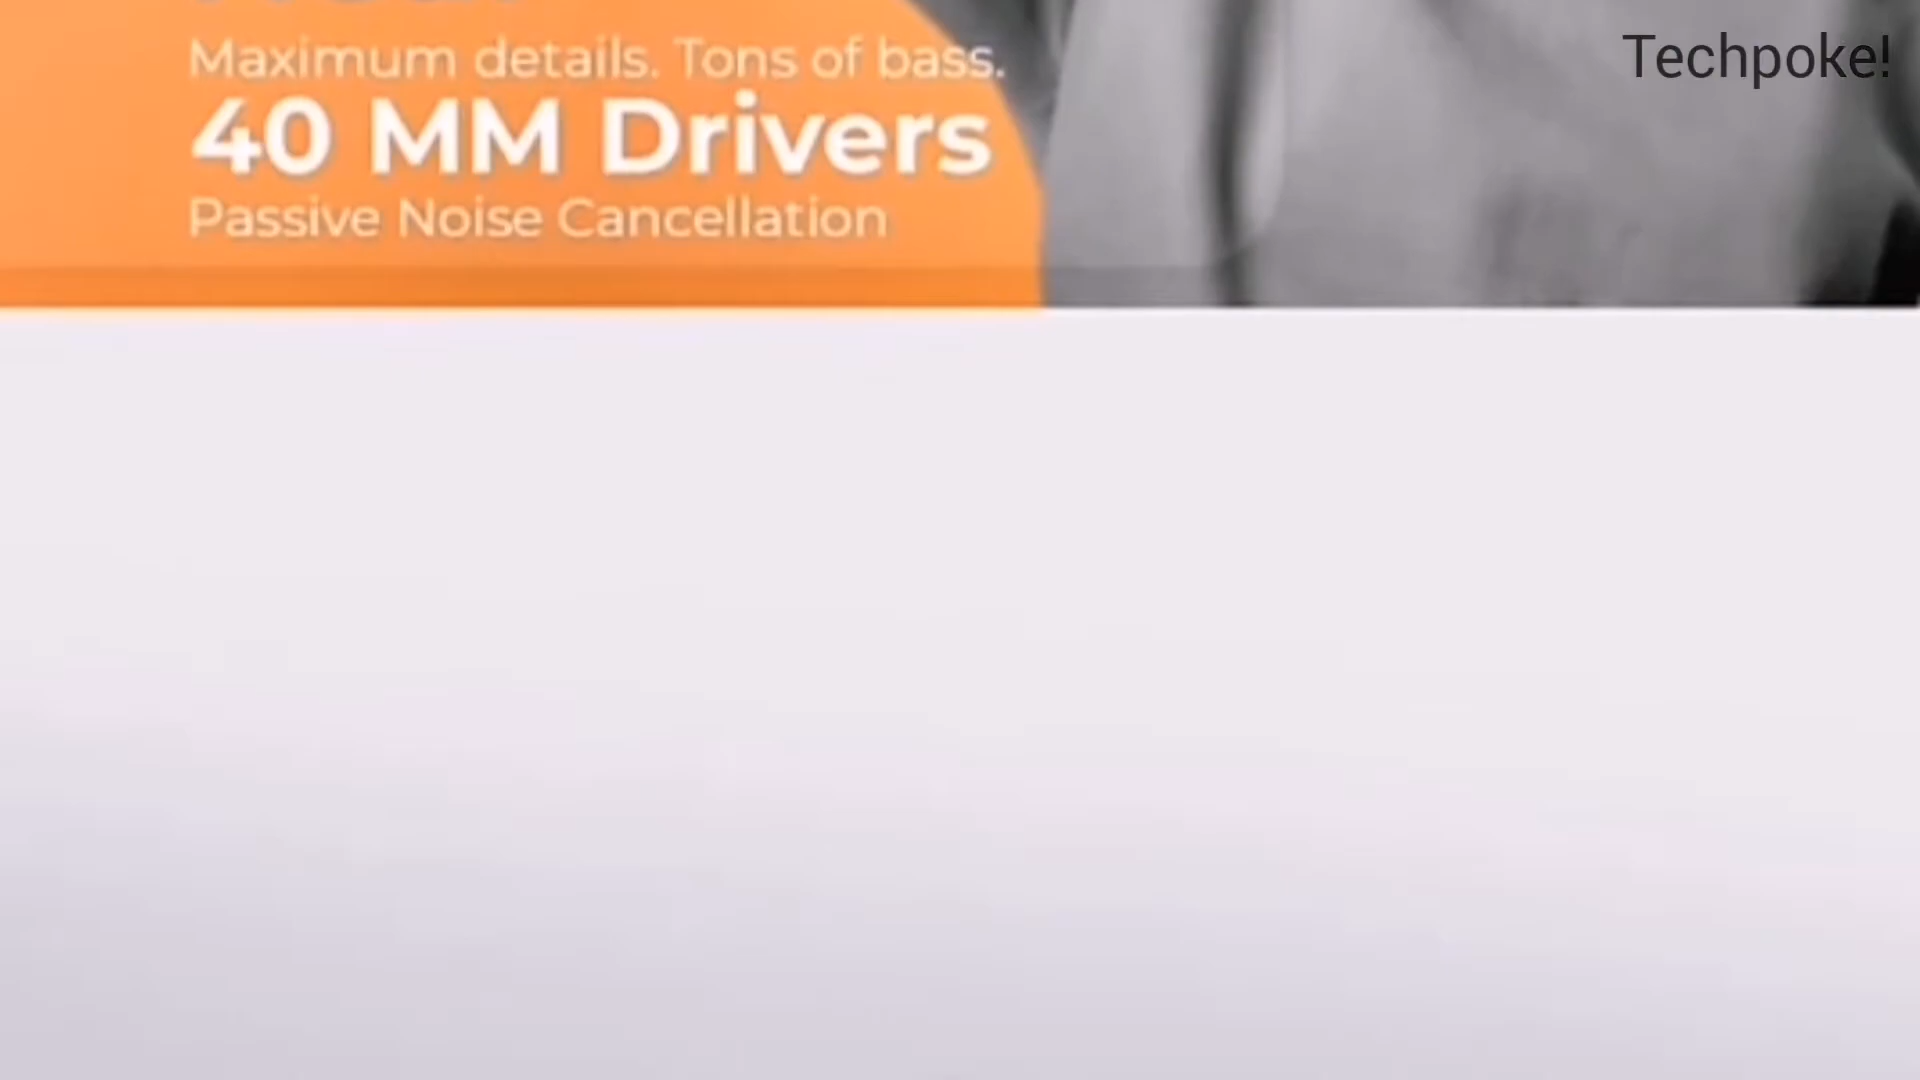 Techpoke!
Maximum details. Tons of bass.
40 MM Drivers
Passive Noise Cancellation